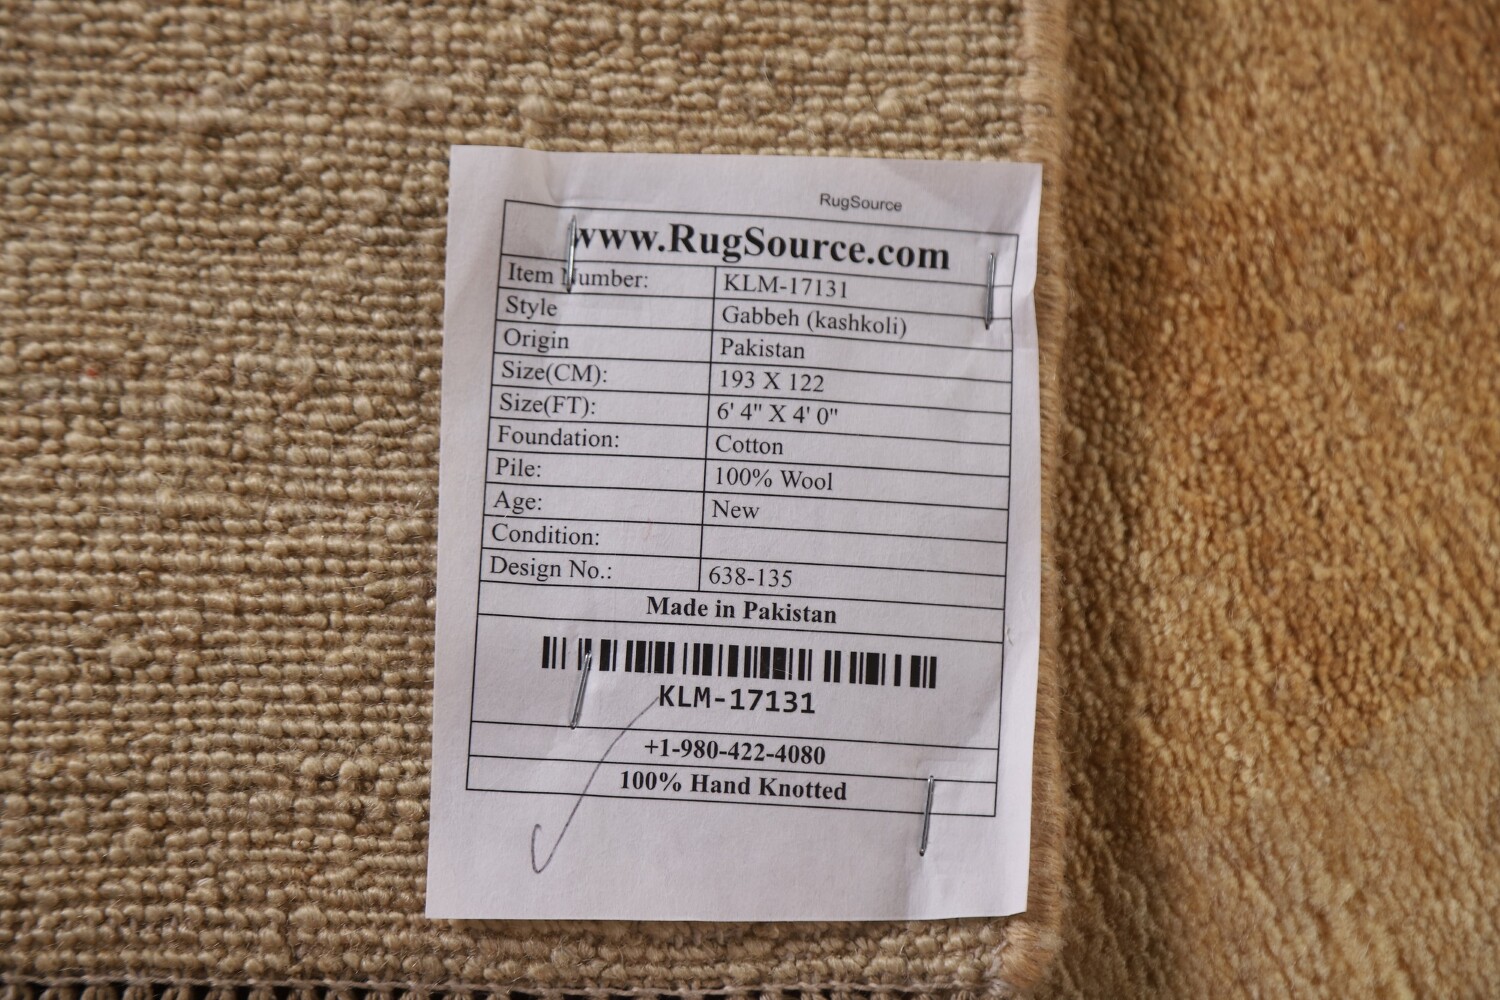 RugSource
www.RugSource.com
Item Number: KLM-17131
Style Gabbeh (kashkoli)
Origin Pakistan
Size(CM): 193 X 122
Size(FT): 6' 4" X 4' 0"
Foundation: Cotton
Pile: 100% Wool
Age: New
Condition:
Design No.: 638-135
Made in Pakistan
KLM-17131
+1-980-422-4080
100% Hand Knotted